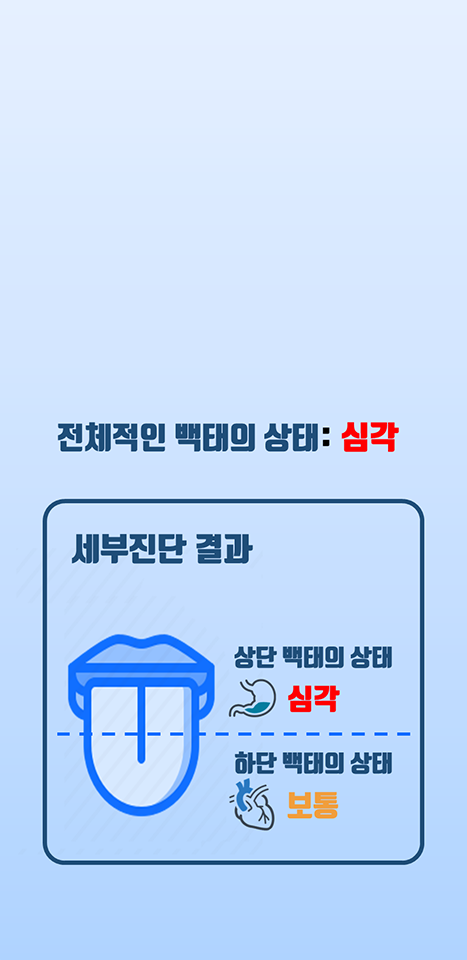 전체적인 백태의 상태: 심각
세부진단 결과
상단 백태의 상태
심각
하단 백태의 상태
보통